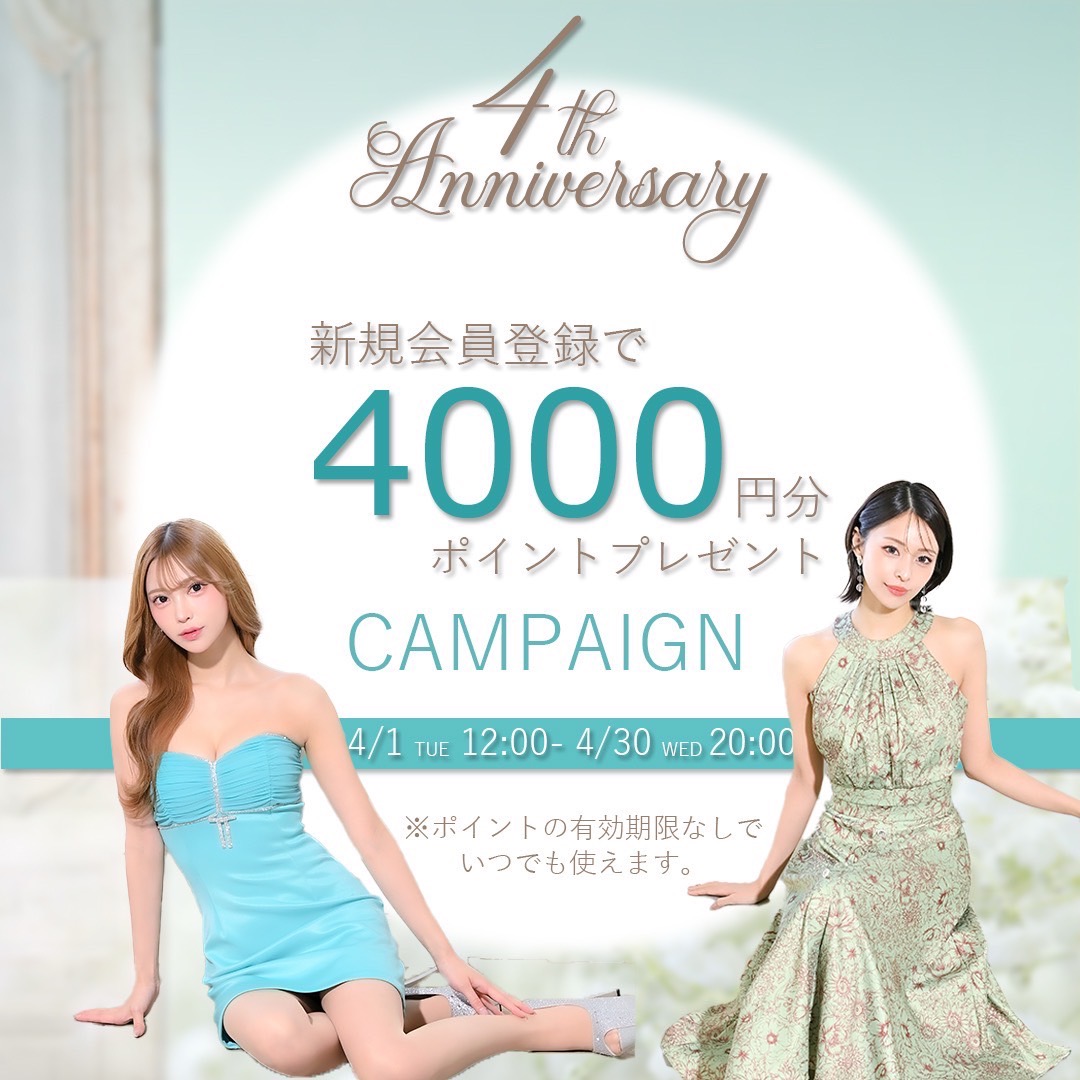 4th
Anniversary
新規会員登録で
4000円分
ポイントプレゼント
CAMPAIGN
4/1 TUE 12:00- 4/30 WED 20:00
※ポイントの有効期限なしで
いつでも使えます。